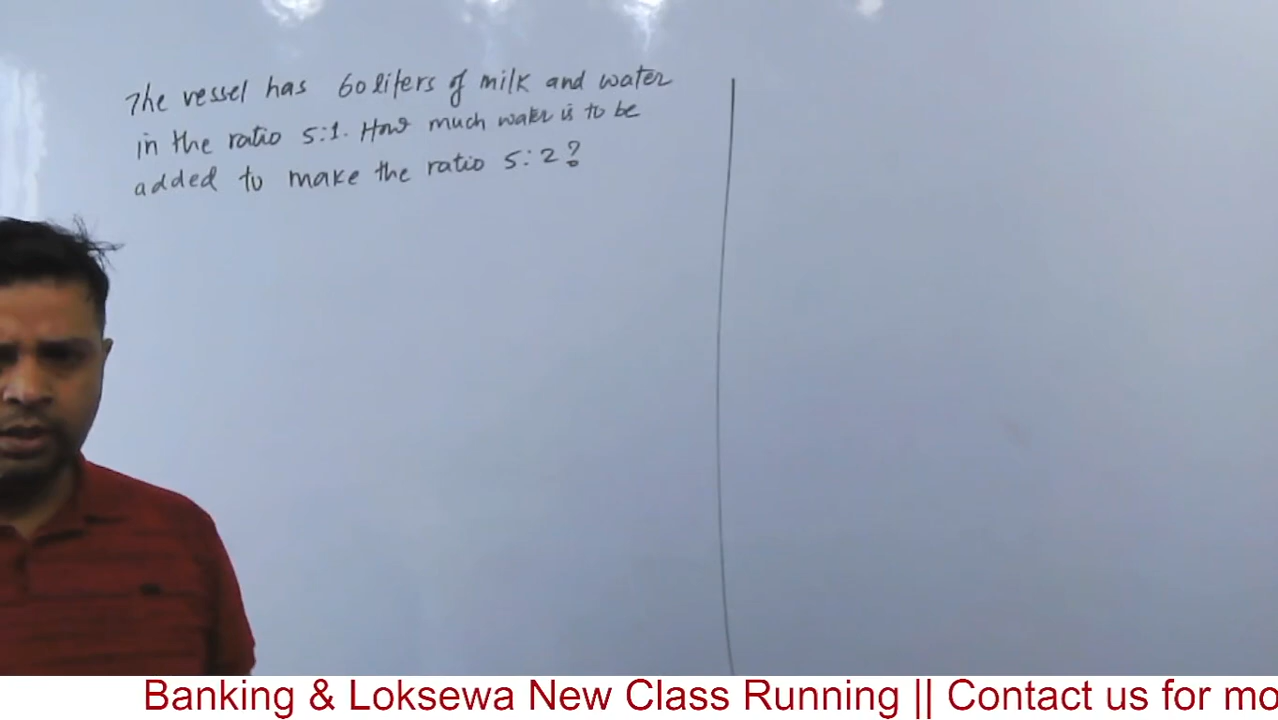 The vessel has 60 liters of milk and water
in the ratio 5:1. How much water is to be
added to make the ratio 5:2?
Banking & Loksewa New Class Running || Contact us for mo